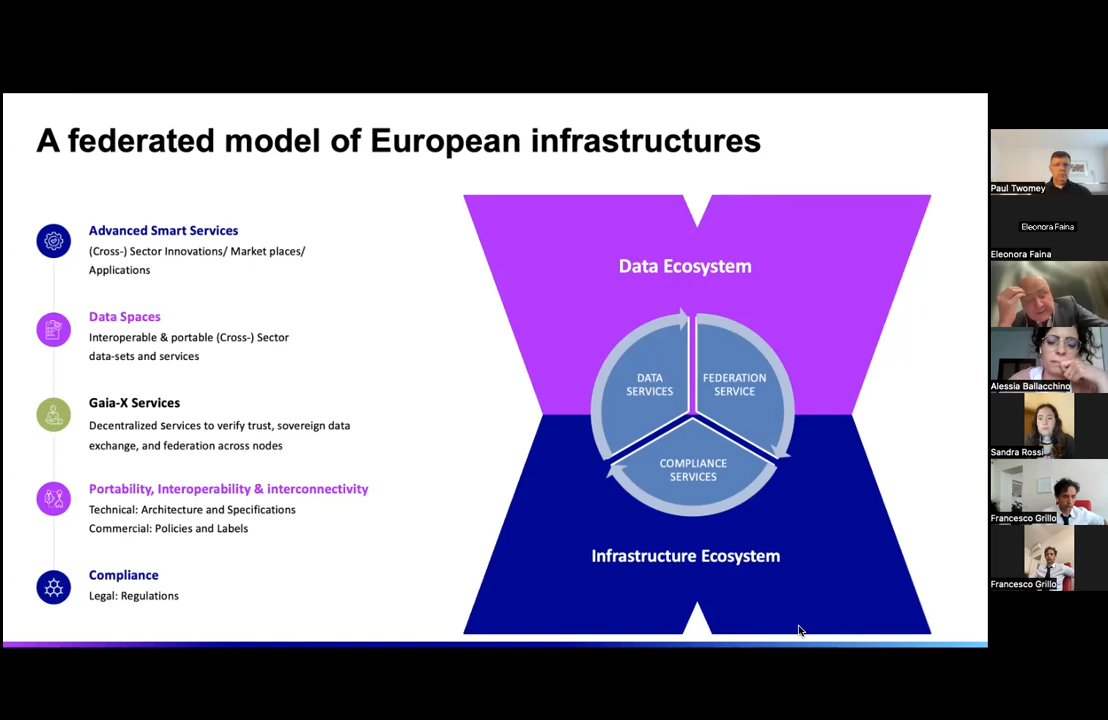 A federated model of European infrastructures
Advanced Smart Services
(Cross-) Sector Innovations/ Market places/
Applications
Data Spaces
Interoperable & portable (Cross-) Sector
data-sets and services
Gaia-X Services
Decentralized Services to verify trust, sovereign data
exchange, and federation across nodes
Portability, Interoperability & interconnectivity
Technical: Architecture and Specifications
Commercial: Policies and Labels
Compliance
Legal: Regulations
Data Ecosystem
DATA
SERVICES
FEDERATION
SERVICE
COMPLIANCE
SERVICES
Infrastructure Ecosystem
Paul Twomey
Eleonora Faina
Eleonora Faina
Alessia Ballacchino
Sandra Rossi
Francesco Grillo
Francesco Grillo